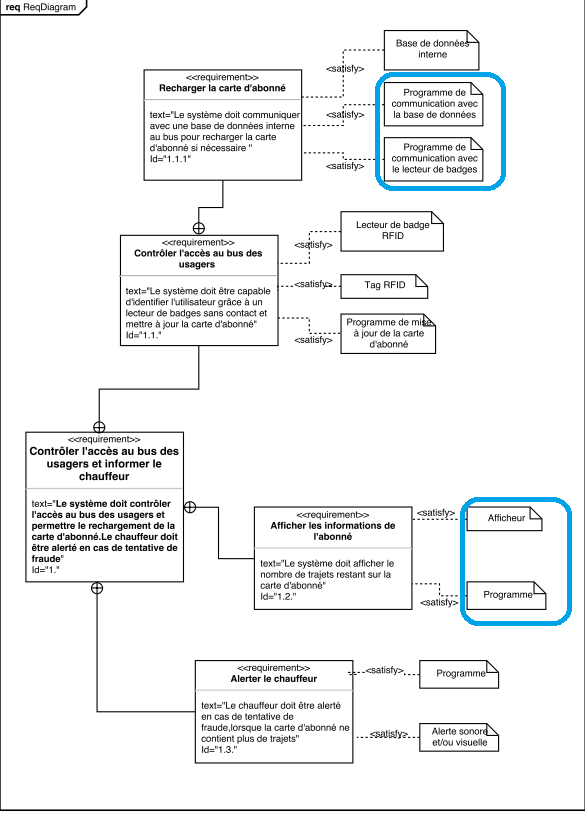 req ReqDiagram
Base de données
interne
<satisfy>
<<requirement>>
Recharger la carte d'abonné
text="Le système doit communiquer
avec une base de données interne
au bus pour recharger la carte
d'abonné si nécessaire "
Id="1.1.1"
Programme de
communication avec
la base de données
<satisfy>
Programme de
communication avec
le lecteur de badges
<satisfy>
<<requirement>>
Contrôler l'accès au bus des
usagers
text="Le système doit être capable
d'identifier l'utilisateur grâce à un
lecteur de badges sans contact et
mettre à jour la carte d'abonné"
Id="1.1."
Lecteur de badge
RFID
<satisfy>
Tag RFID
<satisfy>
Programme de mise
à jour de la carte
d'abonné
<satisfy>
<<requirement>>
Contrôler l'accès au bus des
usagers et informer le
chauffeur
text="Le système doit contrôler
l'accès au bus des usagers et
permettre le rechargement de la
carte d'abonné.Le chauffeur doit
être alerté en cas de tentative de
fraude"
Id="1."
<<requirement>>
Afficher les informations de
l'abonné
text="Le système doit afficher le
nombre de trajets restant sur la
carte d'abonné"
Id="1.2."
<satisfy>
Afficheur
<satisfy>
Programme
<<requirement>>
Alerter le chauffeur
text="Le chauffeur doit être alerté
en cas de tentative de
fraude,lorsque la carte d'abonné ne
contient plus de trajets"
Id="1.3."
<satisfy>
Programme
<satisfy>
Alerte sonore
et/ou visuelle